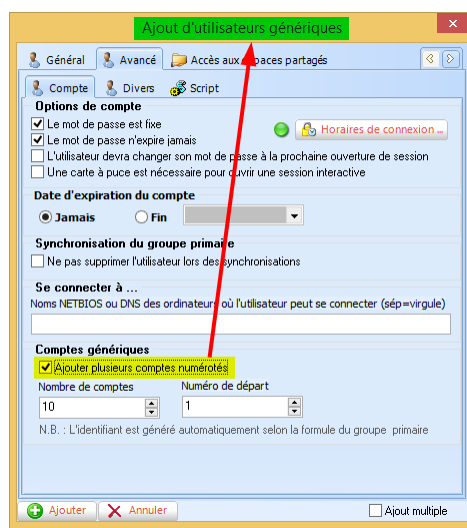 Ajout d'utilisateurs génériques
Général Avancé Accès aux espaces partagés
Compte Divers Script
Options de compte
Le mot de passe est fixe
Le mot de passe n'expire jamais
Horaires de connexion ...
L'utilisateur devra changer son mot de passe à la prochaine ouverture de session
Une carte à puce est nécessaire pour ouvrir une session interactive
Date d'expiration du compte
Jamais Fin
Synchronisation du groupe primaire
Ne pas supprimer l'utilisateur lors des synchronisations
Se connecter à ...
Noms NETBIOS ou DNS des ordinateurs où l'utilisateur peut se connecter (sép=virgule)
Comptes génériques
Ajouter plusieurs comptes numérotés
Nombre de comptes Numéro de départ
10 1
N.B. : L'identifiant est généré automatiquement selon la formule du groupe primaire
Ajouter Annuler Ajout multiple